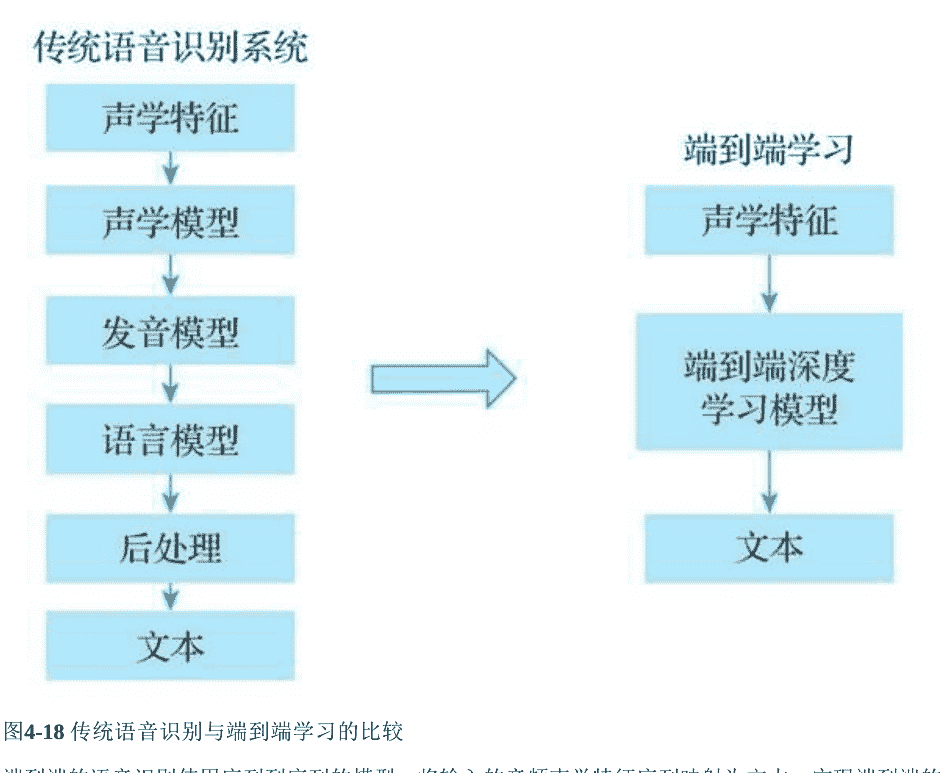 传统语音识别系统
声学特征
声学模型
发音模型
语言模型
后处理
文本
端到端学习
声学特征
端到端深度
学习模型
文本
图4-18 传统语音识别与端到端学习的比较